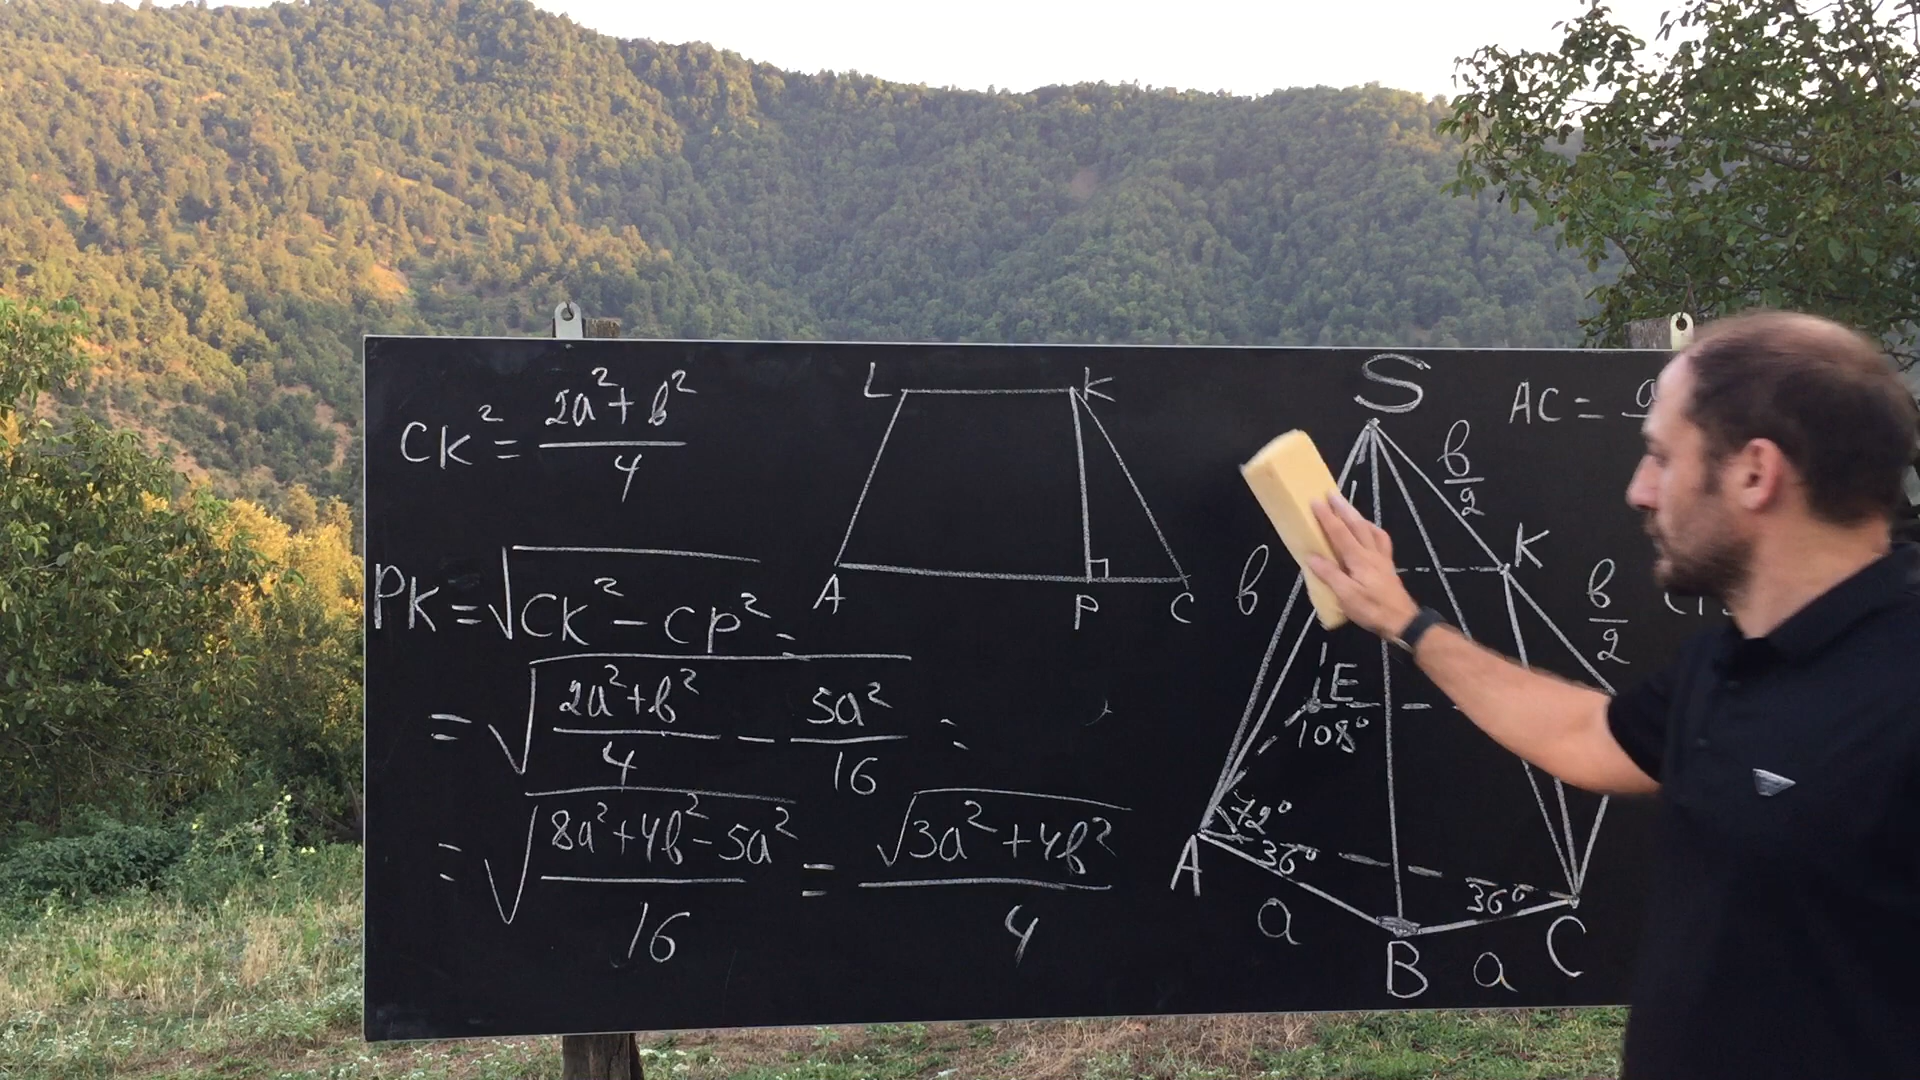 CK² = (2a² + b²)/4
PK = √(CK² - CP²) =
= √((2a² + b²)/4 - 5a²/16) =
= √((8a² + 4b² - 5a²)/16) = √(3a² + 4b²)/4
L K
A P C
S
AC =
b/2
K
b
b/2
E
108°
72°
36°
36°
A
a
B
a
C